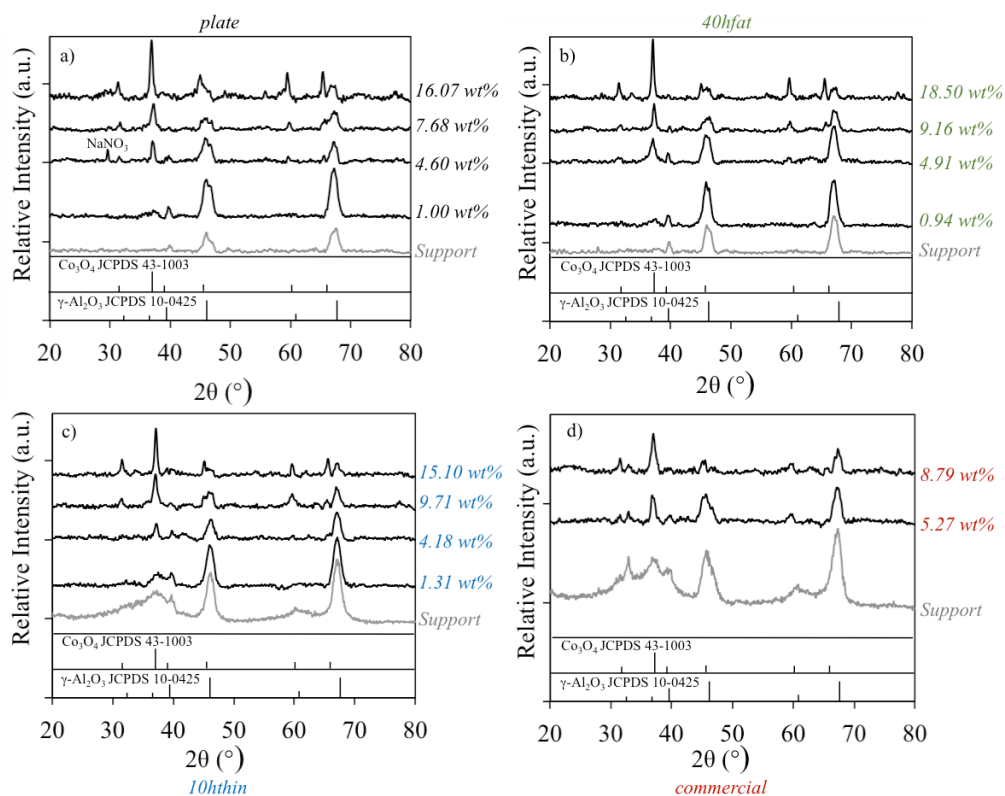 plate
a)
Relative Intensity (a.u.)
16.07 wt%
7.68 wt%
NaNO3
4.60 wt%
1.00 wt%
Support
Co3O4 JCPDS 43-1003
γ-Al2O3 JCPDS 10-0425
20 30 40 50 60 70 80
2θ (°)
40hfat
b)
Relative Intensity (a.u.)
18.50 wt%
9.16 wt%
4.91 wt%
0.94 wt%
Support
Co3O4 JCPDS 43-1003
γ-Al2O3 JCPDS 10-0425
20 30 40 50 60 70 80
2θ (°)
c)
Relative Intensity (a.u.)
15.10 wt%
9.71 wt%
4.18 wt%
1.31 wt%
Support
Co3O4 JCPDS 43-1003
γ-Al2O3 JCPDS 10-0425
20 30 40 50 60 70 80
2θ (°)
10hthin
d)
Relative Intensity (a.u.)
8.79 wt%
5.27 wt%
Support
Co3O4 JCPDS 43-1003
γ-Al2O3 JCPDS 10-0425
20 30 40 50 60 70 80
2θ (°)
commercial